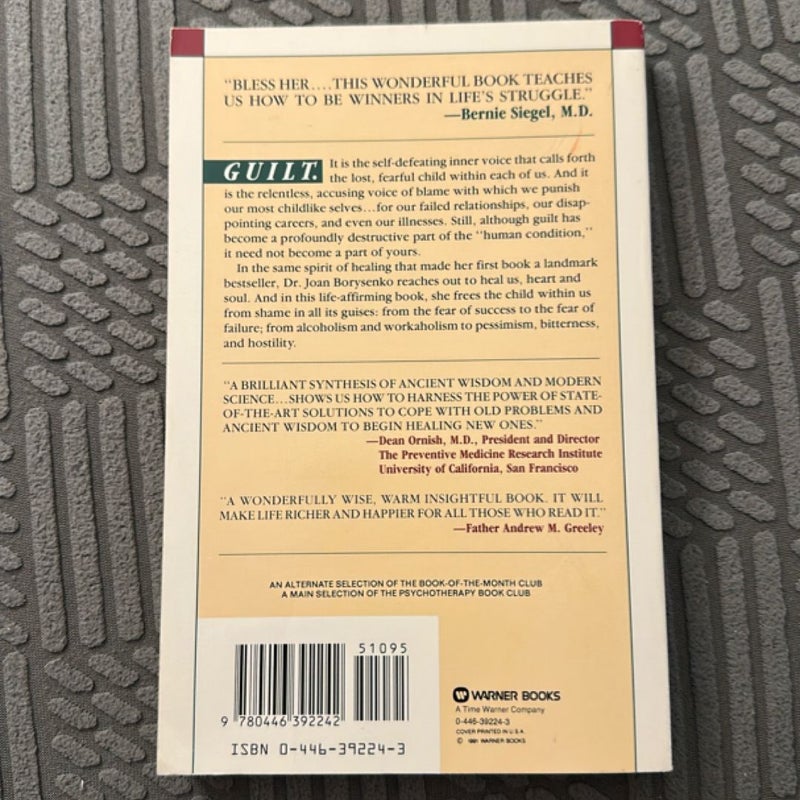 "BLESS HER....THIS WONDERFUL BOOK TEACHES
US HOW TO BE WINNERS IN LIFE'S STRUGGLE."
—Bernie Siegel, M.D.
GUILT. It is the self-defeating inner voice that calls forth
the lost, fearful child within each of us. And it
is the relentless, accusing voice of blame with which we punish
our most childlike selves...for our failed relationships, our disap-
pointing careers, and even our illnesses. Still, although guilt has
become a profoundly destructive part of the "human condition,"
it need not become a part of yours.
In the same spirit of healing that made her first book a landmark
bestseller, Dr. Joan Borysenko reaches out to heal us, heart and
soul. And in this life-affirming book, she frees the child within us
from shame in all its guises: from the fear of success to the fear of
failure; from alcoholism and workaholism to pessimism, bitterness,
and hostility.
"A BRILLIANT SYNTHESIS OF ANCIENT WISDOM AND MODERN
SCIENCE...SHOWS US HOW TO HARNESS THE POWER OF STATE-
OF-THE-ART SOLUTIONS TO COPE WITH OLD PROBLEMS AND
ANCIENT WISDOM TO BEGIN HEALING NEW ONES."
—Dean Ornish, M.D., President and Director
The Preventive Medicine Research Institute
University of California, San Francisco
"A WONDERFULLY WISE, WARM INSIGHTFUL BOOK. IT WILL
MAKE LIFE RICHER AND HAPPIER FOR ALL THOSE WHO READ IT."
—Father Andrew M. Greeley
AN ALTERNATE SELECTION OF THE BOOK-OF-THE-MONTH CLUB
A MAIN SELECTION OF THE PSYCHOTHERAPY BOOK CLUB
51095
9 780446 392242
ISBN 0-446-39224-3
WARNER BOOKS
A Time Warner Company
0-446-39224-3
COVER PRINTED IN U.S.A.
© 1991 WARNER BOOKS